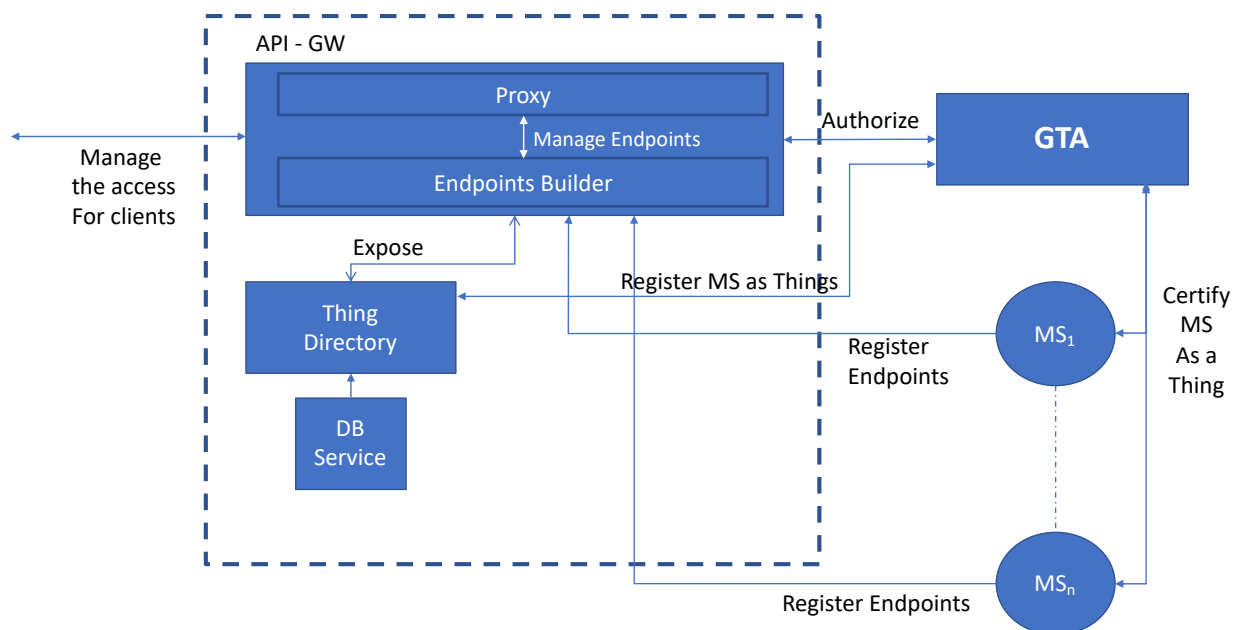 API - GW
Proxy
Manage Endpoints
Endpoints Builder
Manage
the access
For clients
Authorize
GTA
Expose
Register MS as Things
Thing
Directory
DB
Service
Register
Endpoints
MS₁
Certify
MS
As a
Thing
Register Endpoints
MSₙ